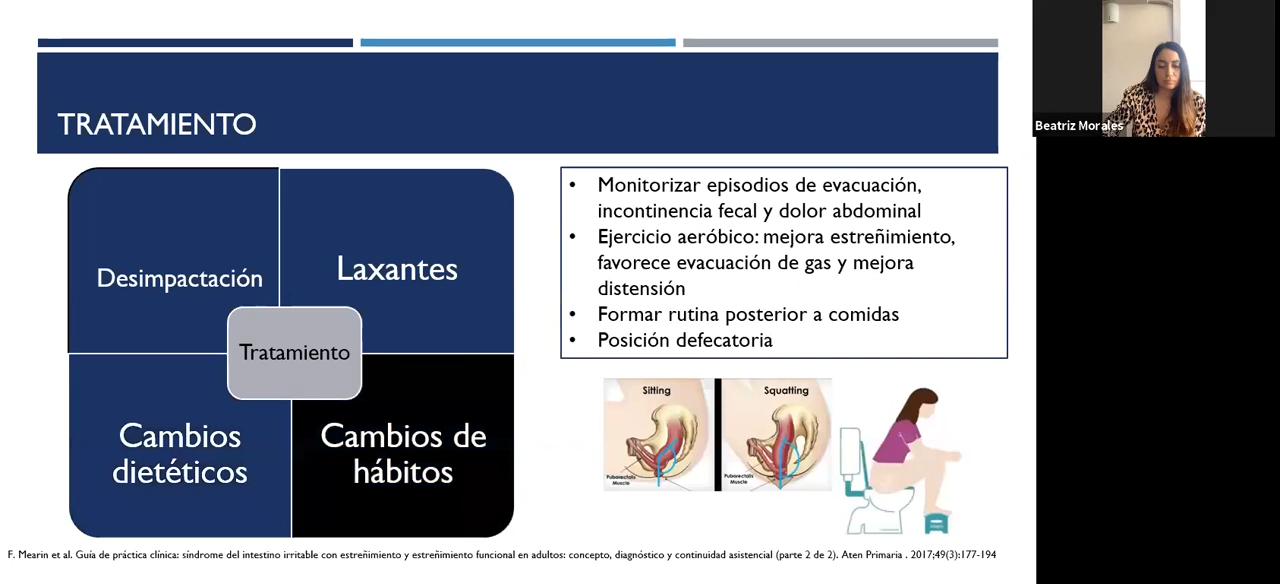 TRATAMIENTO
Beatriz Morales
Desimpactación
Laxantes
Tratamiento
Cambios
dietéticos
Cambios de
hábitos
• Monitorizar episodios de evacuación,
incontinencia fecal y dolor abdominal
• Ejercicio aeróbico: mejora estreñimiento,
favorece evacuación de gas y mejora
distensión
• Formar rutina posterior a comidas
• Posición defecatoria
Sitting
Puborectalis
Muscle
Squatting
Puborectalis
Muscle
F. Mearin et al. Guía de práctica clínica: síndrome del intestino irritable con estreñimiento y estreñimiento funcional en adultos: concepto, diagnóstico y continuidad asistencial (parte 2 de 2). Aten Primaria . 2017;49(3):177-194